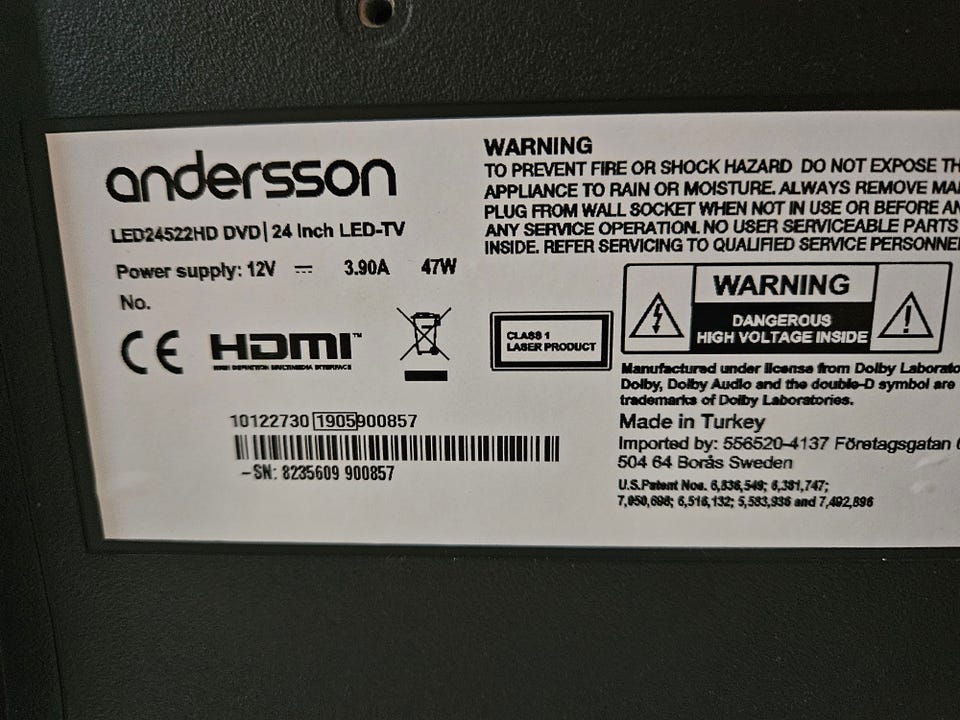 andersson
LED24522HD DVD | 24 Inch LED-TV
Power supply: 12V ⎓ 3.90A 47W
No.
CE HDMI™
HIGH DEFINITION MULTIMEDIA INTERFACE
10122730 1905 900857
-SN: 8235609 900857
WARNING
TO PREVENT FIRE OR SHOCK HAZARD DO NOT EXPOSE
APPLIANCE TO RAIN OR MOISTURE. ALWAYS REMOVE
PLUG FROM WALL SOCKET WHEN NOT IN USE OR BEFORE
ANY SERVICE OPERATION. NO USER SERVICEABLE PARTS
INSIDE. REFER SERVICING TO QUALIFIED SERVICE
CLASS 1
LASER PRODUCT
WARNING
DANGEROUS
HIGH VOLTAGE INSIDE
Manufactured under license from Dolby
Dolby, Dolby Audio and the double-D symbol are
trademarks of Dolby Laboratories.
Made in Turkey
Imported by: 556520-4137 Företagsgatan
504 64 Borås Sweden
U.S.Patent Nos. 6,836,549; 6,381,747;
7,050,698; 6,516,132; 5,583,936 and 7,492,896